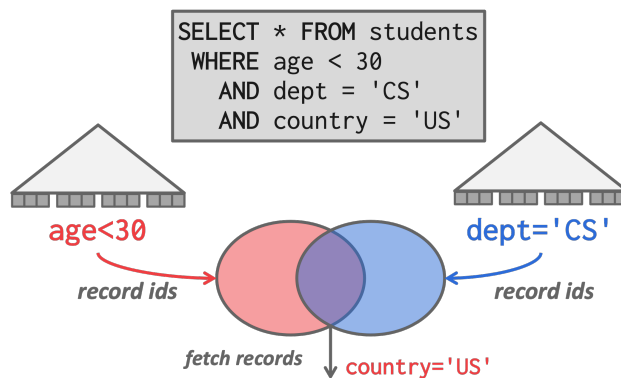 SELECT * FROM students
WHERE age < 30
AND dept = 'CS'
AND country = 'US'
age<30
dept='CS'
record ids
record ids
fetch records
country='US'